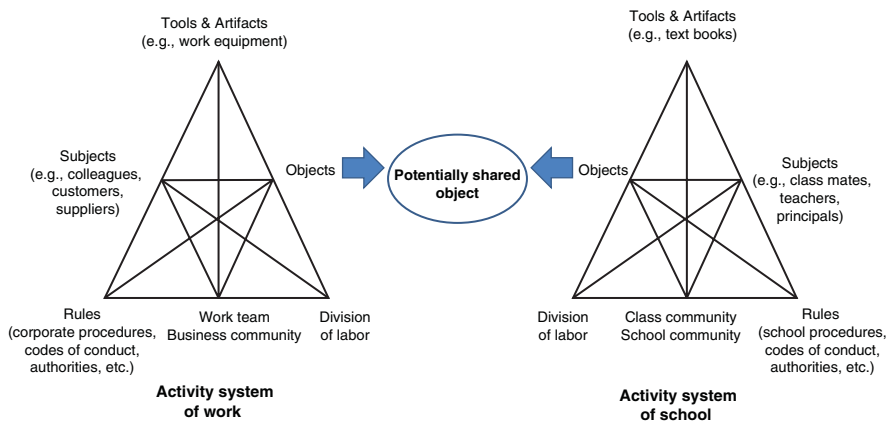 Tools & Artifacts
(e.g., work equipment)
Subjects
(e.g., colleagues,
customers,
suppliers)
Objects
Rules
(corporate procedures,
codes of conduct,
authorities, etc.)
Work team
Business community
Division
of labor
Activity system
of work
Potentially shared
object
Tools & Artifacts
(e.g., text books)
Objects
Subjects
(e.g., class mates,
teachers,
principals)
Division
of labor
Class community
School community
Rules
(school procedures,
codes of conduct,
authorities, etc.)
Activity system
of school